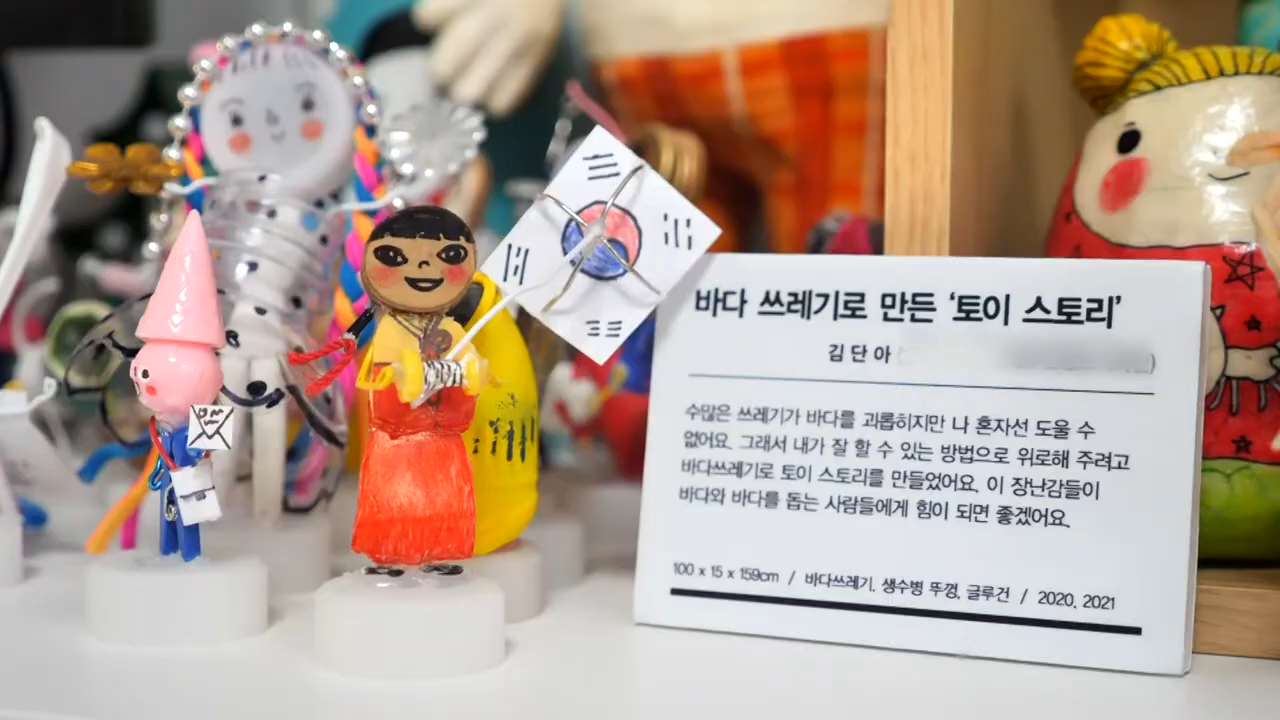 바다 쓰레기로 만든 '토이 스토리'
김 단 아
수많은 쓰레기가 바다를 괴롭히지만 나 혼자선 도울 수
없어요. 그래서 내가 잘 할 수 있는 방법으로 위로해 주려고
바다쓰레기로 토이 스토리를 만들었어요. 이 장난감들이
바다와 바다를 돕는 사람들에게 힘이 되면 좋겠어요.
100 x 15 x 159cm / 바다쓰레기, 생수병 뚜껑, 글루건 / 2020, 2021